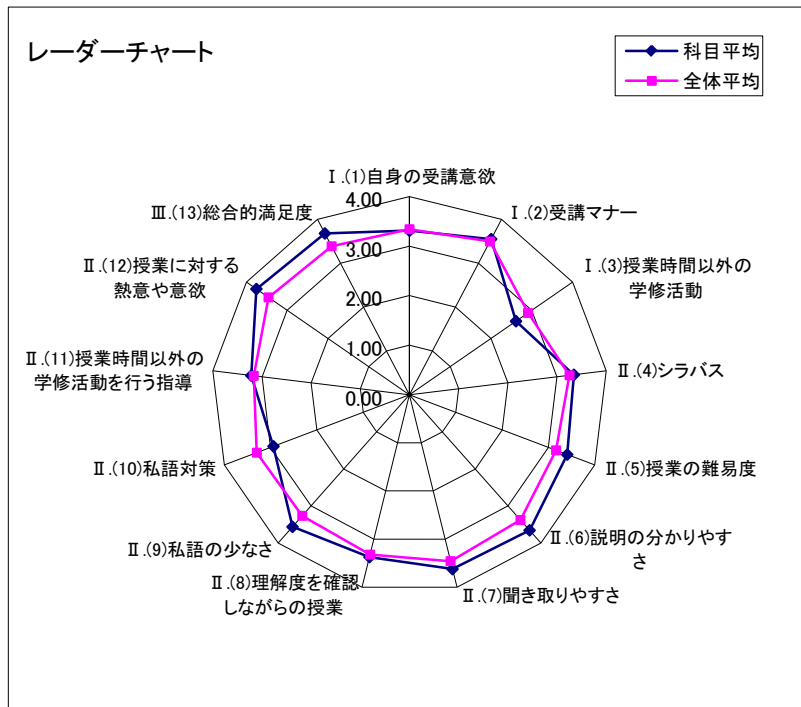 レーダーチャート
科目平均
全体平均
Ⅰ.(1)自身の受講意欲
Ⅰ.(2)受講マナー
Ⅰ.(3)授業時間以外の
学修活動
Ⅱ.(4)シラバス
Ⅱ.(5)授業の難易度
Ⅱ.(6)説明の分かりやす
さ
Ⅱ.(7)聞き取りやすさ
Ⅱ.(8)理解度を確認
しながらの授業
Ⅱ.(9)私語の少なさ
Ⅱ.(10)私語対策
Ⅱ.(11)授業時間以外の
学修活動を行う指導
Ⅱ.(12)授業に対する
熱意や意欲
Ⅲ.(13)総合的満足度
4.00
3.00
2.00
1.00
0.00